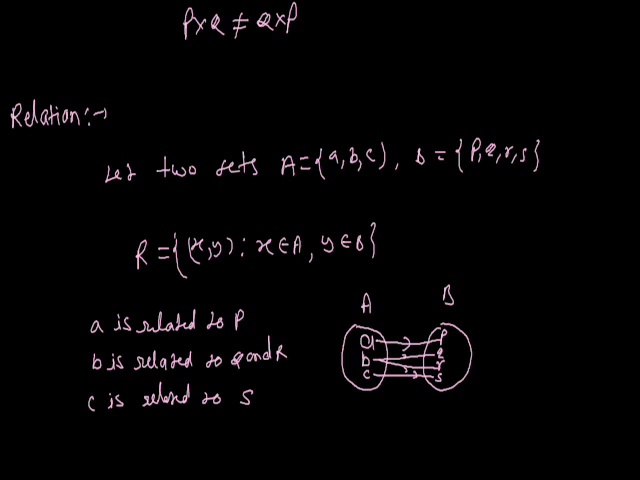 P×Q ≠ Q×P
Relation:→
Let two sets A={a,b,c}, B={P,Q,r,s}
R={(x,y): x∈A, y∈B}
a is related to P
b is related to Q and R
c is related to S
A B
a P
b Q
r
c s